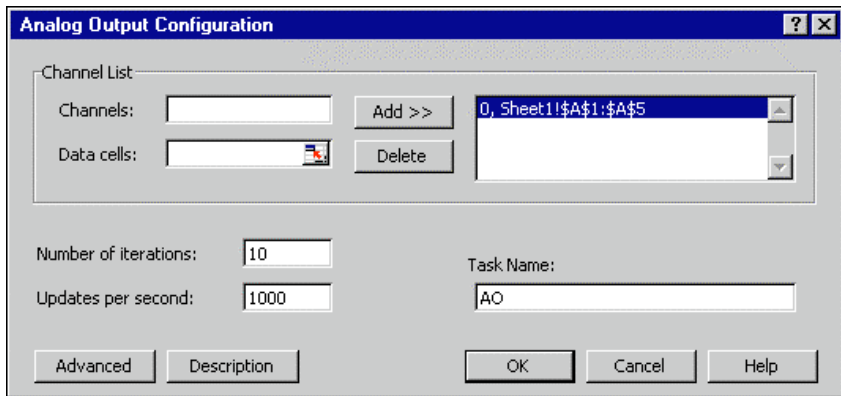 Analog Output Configuration
Channel List
Channels:
Add >>
0, Sheet1!$A$1:$A$5
Data cells:
Delete
Number of iterations:
10
Task Name:
Updates per second:
1000
AO
Advanced
Description
OK
Cancel
Help